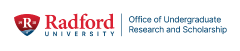 R
Radford
UNIVERSITY
Office of Undergraduate
Research and Scholarship